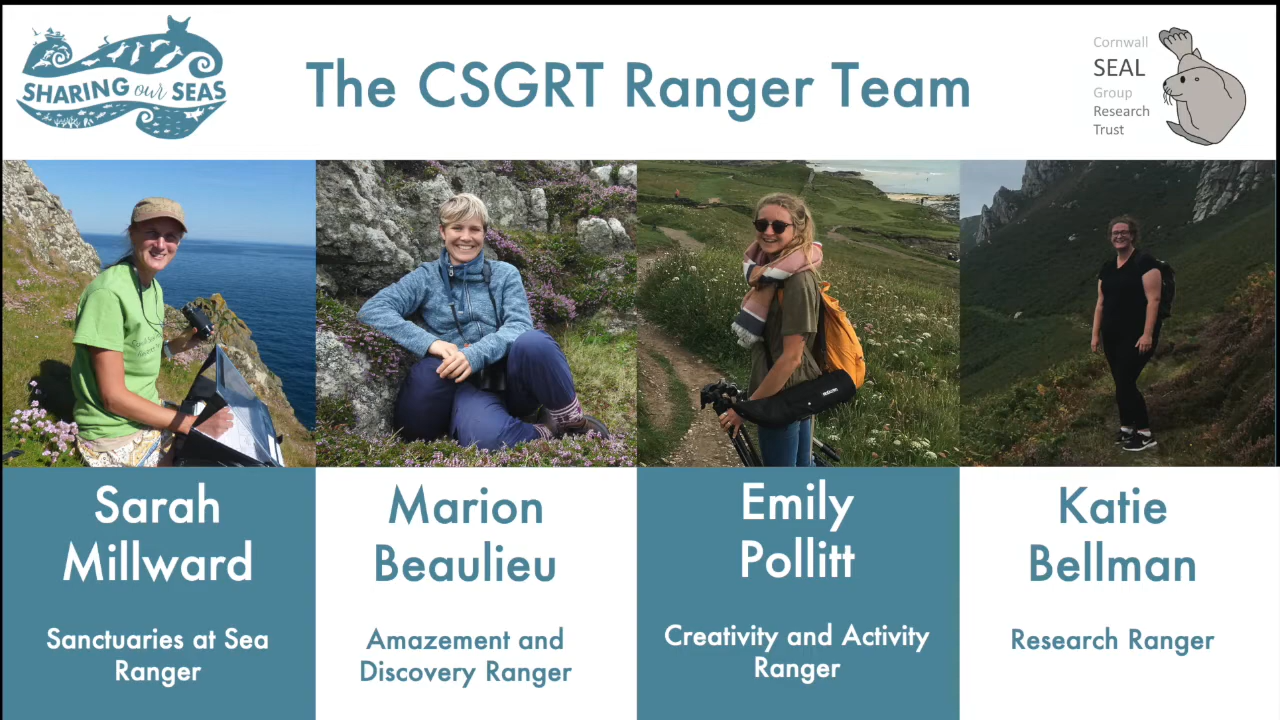 SHARING our SEAS
The CSGRT Ranger Team
Cornwall
SEAL
Group
Research
Trust
Sarah
Millward
Sanctuaries at Sea
Ranger
Marion
Beaulieu
Amazement and
Discovery Ranger
Emily
Pollitt
Creativity and Activity
Ranger
Katie
Bellman
Research Ranger